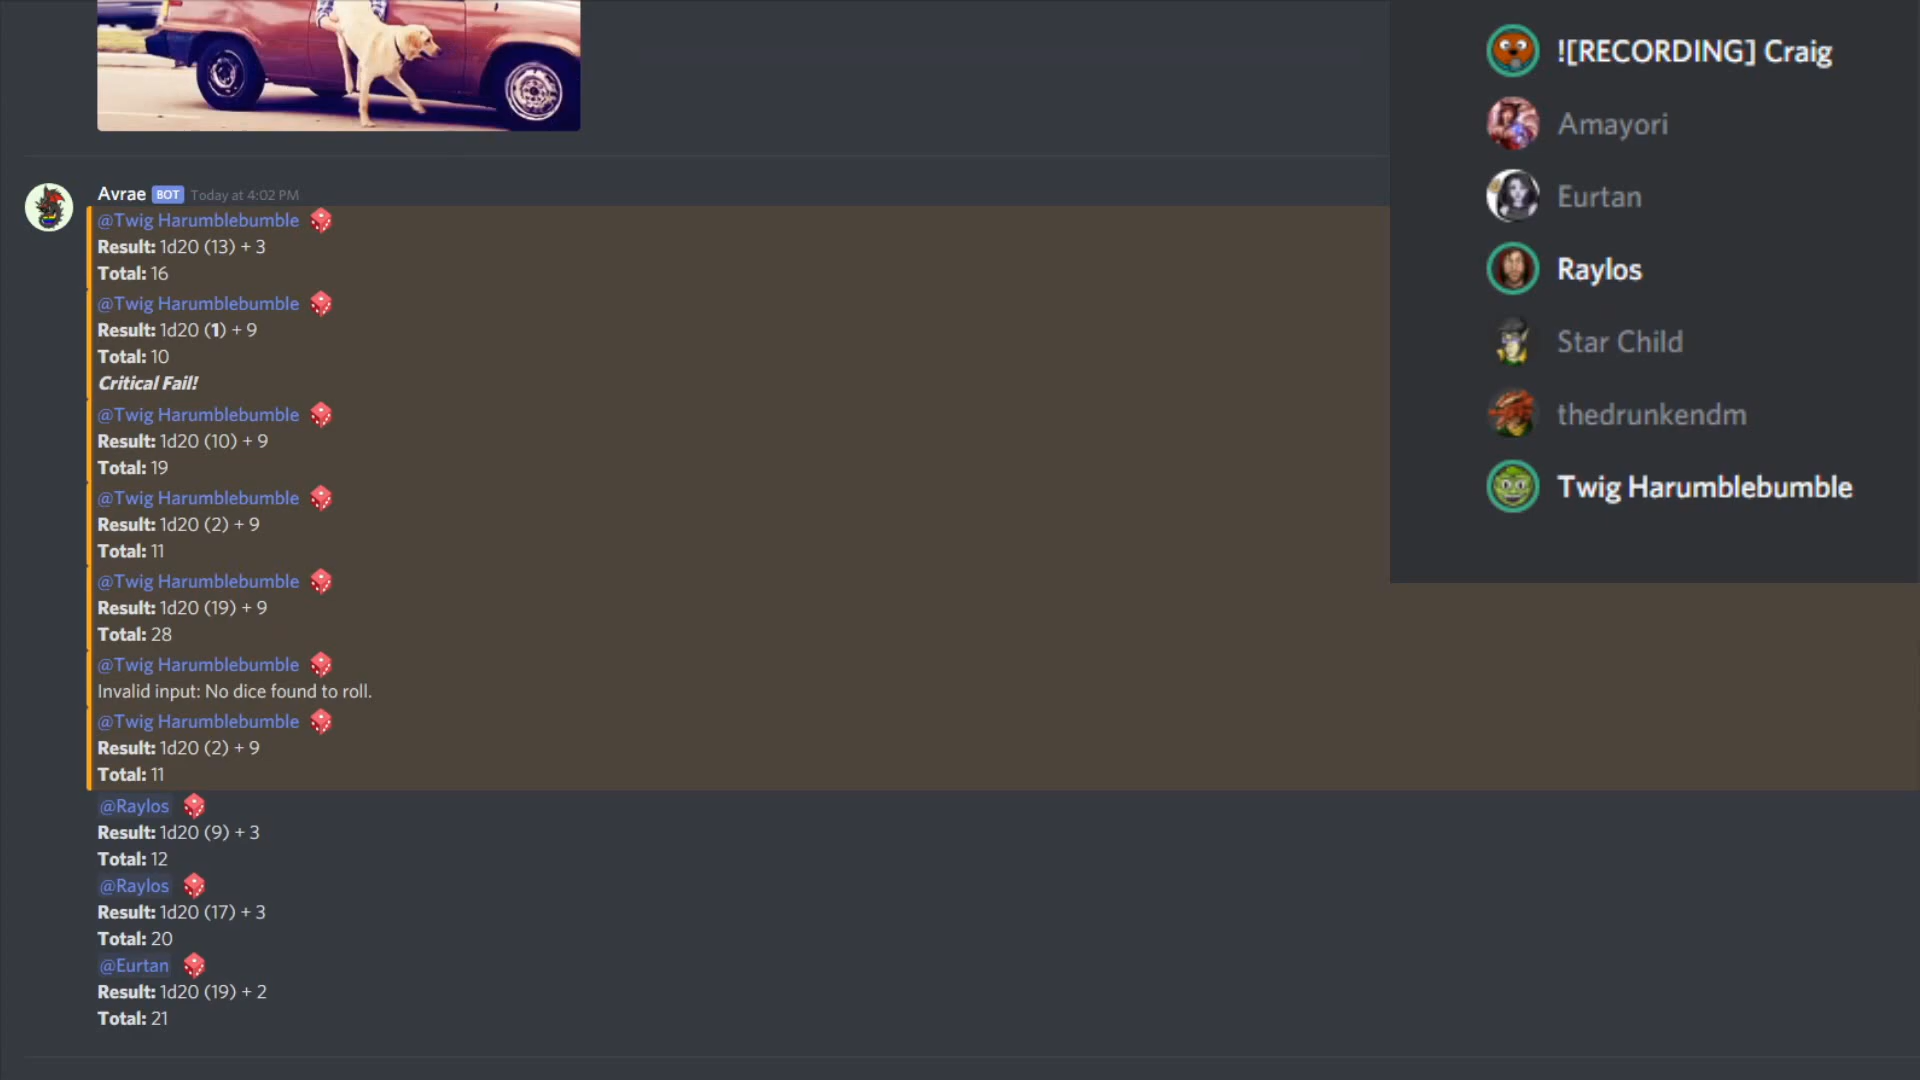 Avrae BOT Today at 4:02 PM
@Twig Harumblebumble
Result: 1d20 (13) + 3
Total: 16
@Twig Harumblebumble
Result: 1d20 (1) + 9
Total: 10
Critical Fail!
@Twig Harumblebumble
Result: 1d20 (10) + 9
Total: 19
@Twig Harumblebumble
Result: 1d20 (2) + 9
Total: 11
@Twig Harumblebumble
Result: 1d20 (19) + 9
Total: 28
@Twig Harumblebumble
Invalid input: No dice found to roll.
@Twig Harumblebumble
Result: 1d20 (2) + 9
Total: 11
@Raylos
Result: 1d20 (9) + 3
Total: 12
@Raylos
Result: 1d20 (17) + 3
Total: 20
@Eurtan
Result: 1d20 (19) + 2
Total: 21
![RECORDING] Craig
Amayori
Eurtan
Raylos
Star Child
thedrunkendm
Twig Harumblebumble